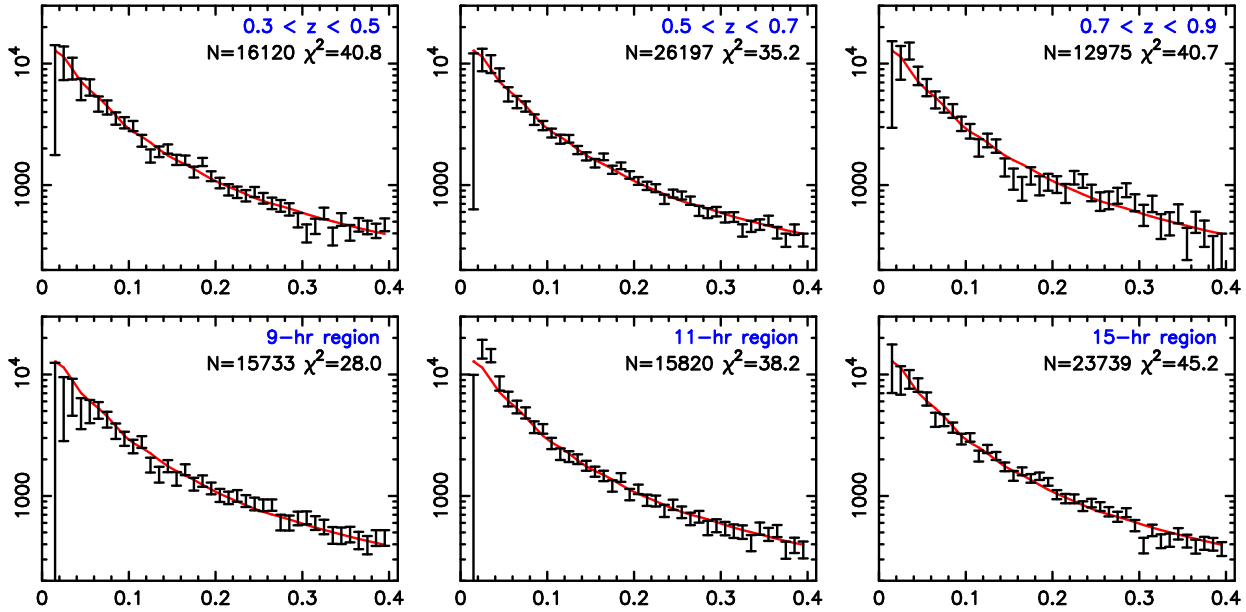 0.3 < z < 0.5
N=16120 χ²=40.8
10⁴
1000
0 0.1 0.2 0.3 0.4
0.5 < z < 0.7
N=26197 χ²=35.2
10⁴
1000
0 0.1 0.2 0.3 0.4
0.7 < z < 0.9
N=12975 χ²=40.7
10⁴
1000
0 0.1 0.2 0.3 0.4
9-hr region
N=15733 χ²=28.0
10⁴
1000
0 0.1 0.2 0.3 0.4
11-hr region
N=15820 χ²=38.2
10⁴
1000
0 0.1 0.2 0.3 0.4
15-hr region
N=23739 χ²=45.2
10⁴
1000
0 0.1 0.2 0.3 0.4